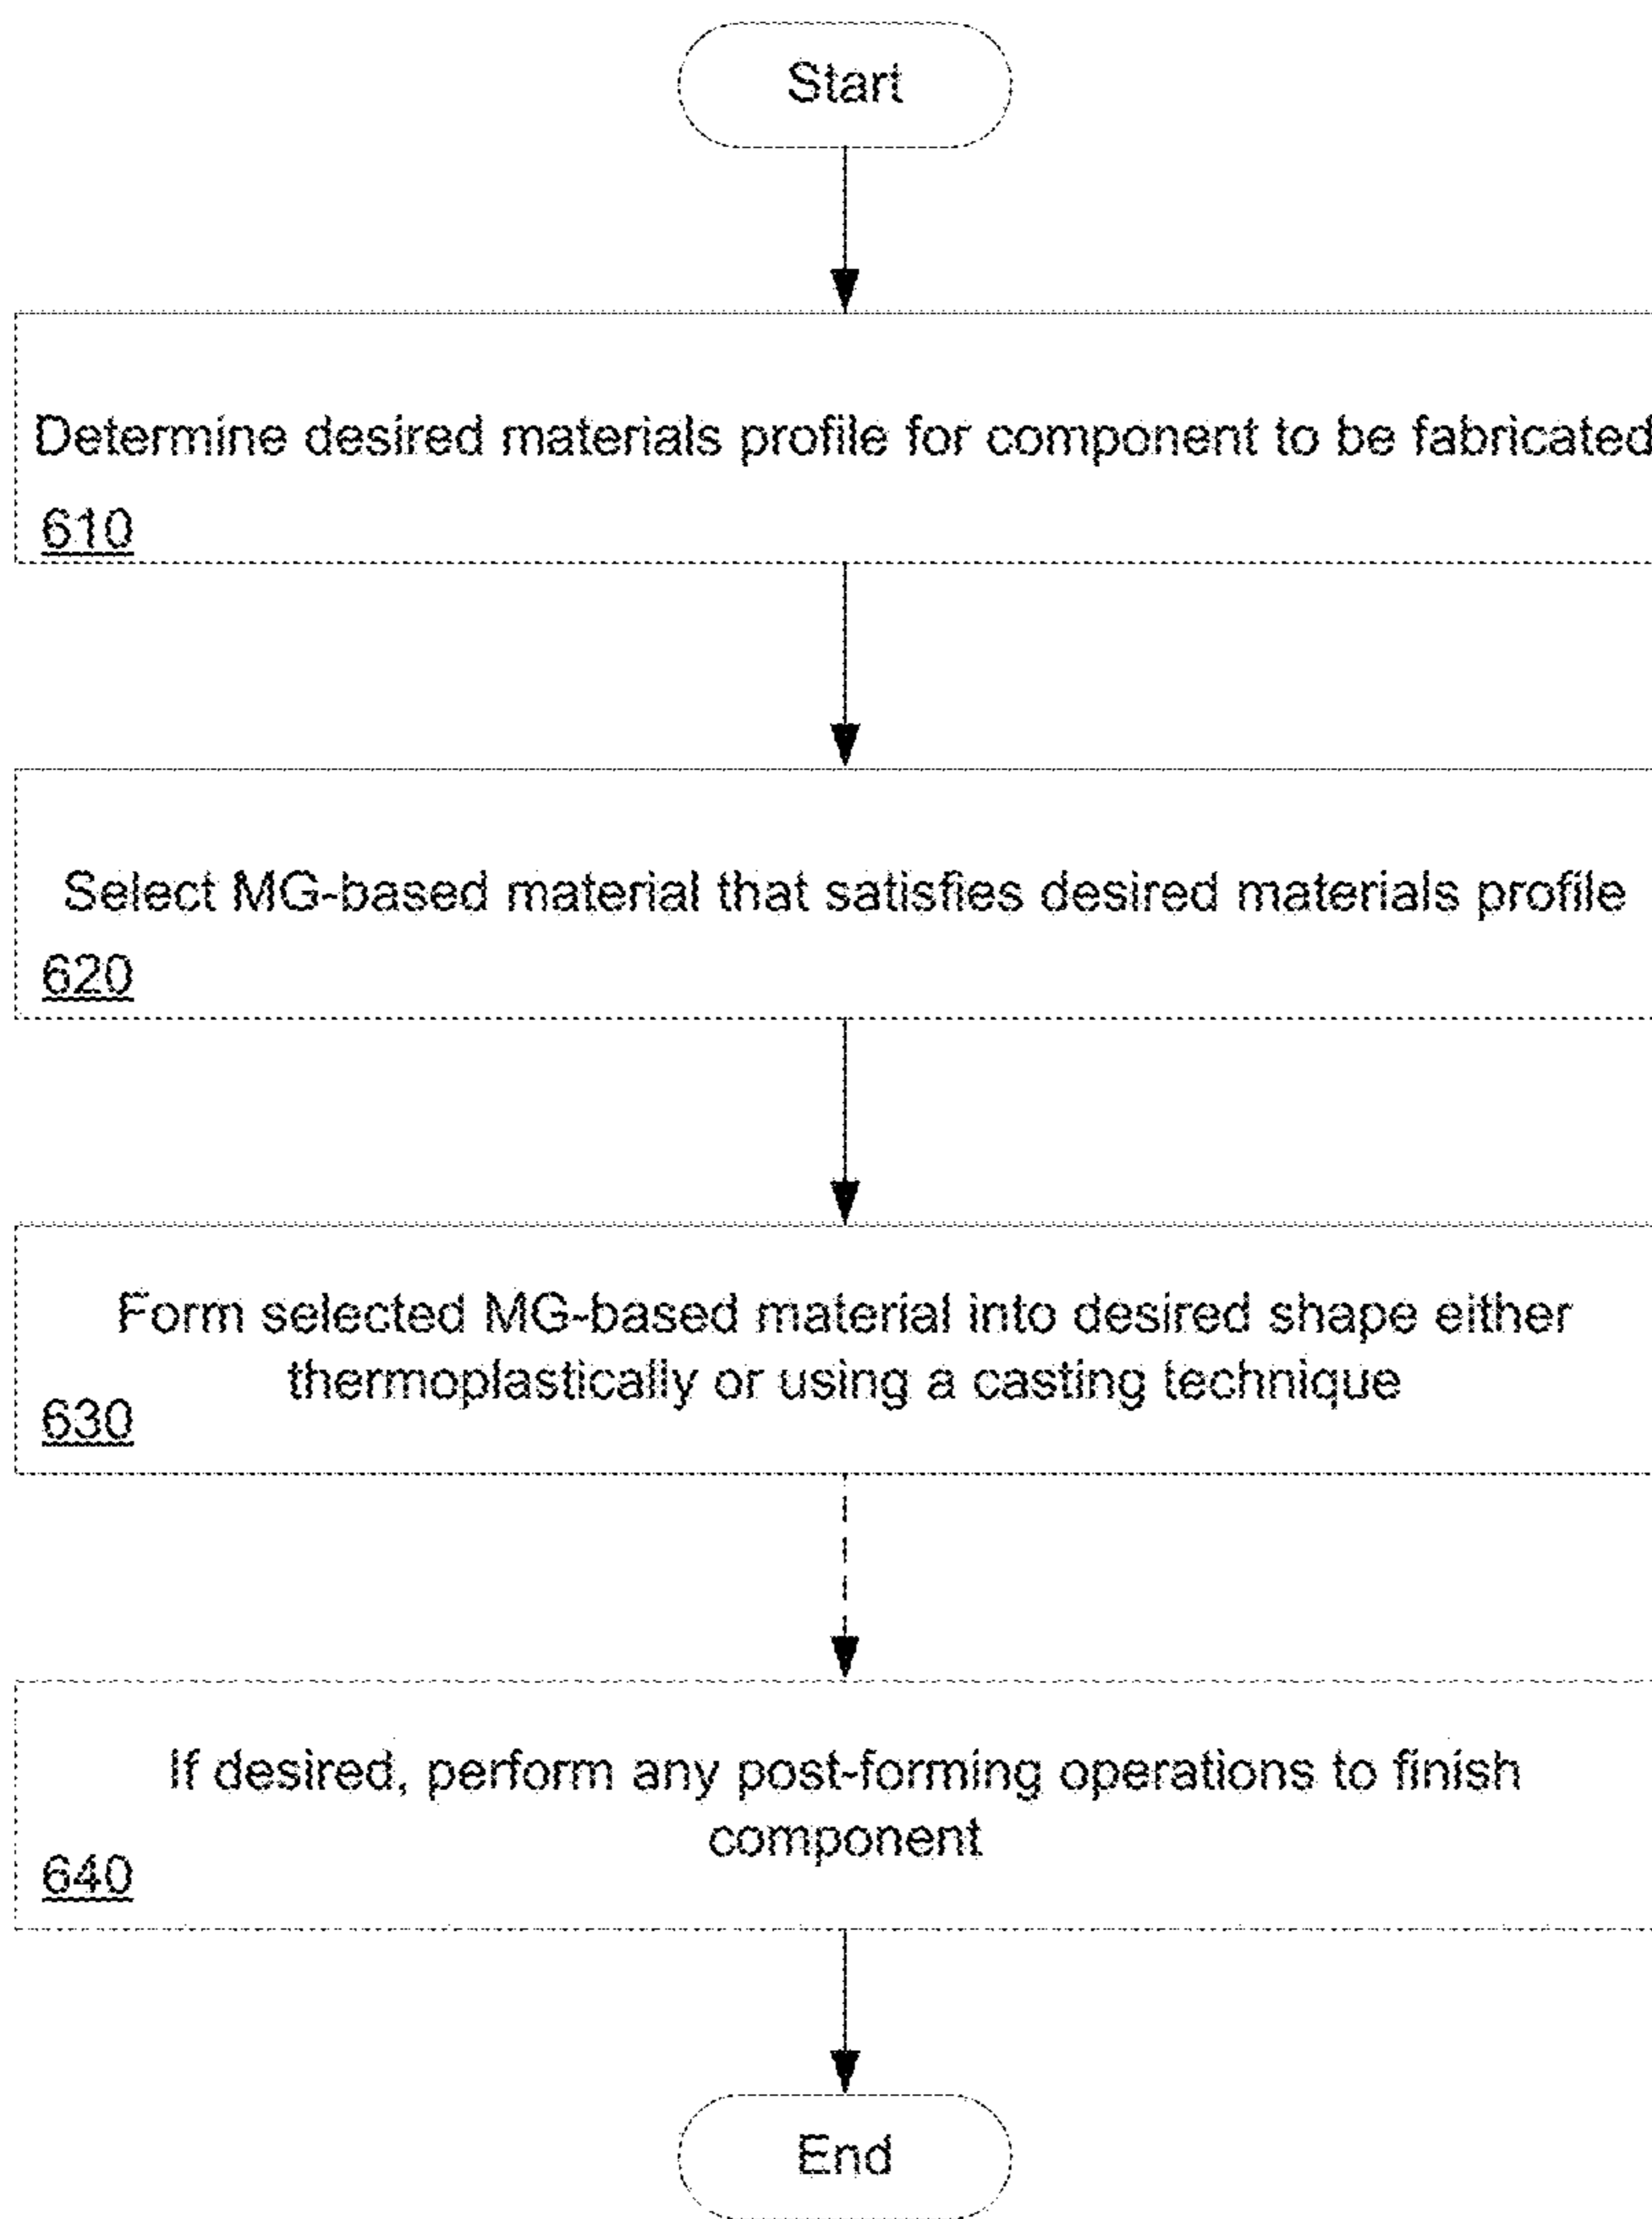 Start
Determine desired materials profile for component to be fabricated
610
Select MG-based material that satisfies desired materials profile
620
Form selected MG-based material into desired shape either
thermoplastically or using a casting technique
630
If desired, perform any post-forming operations to finish
component
640
End